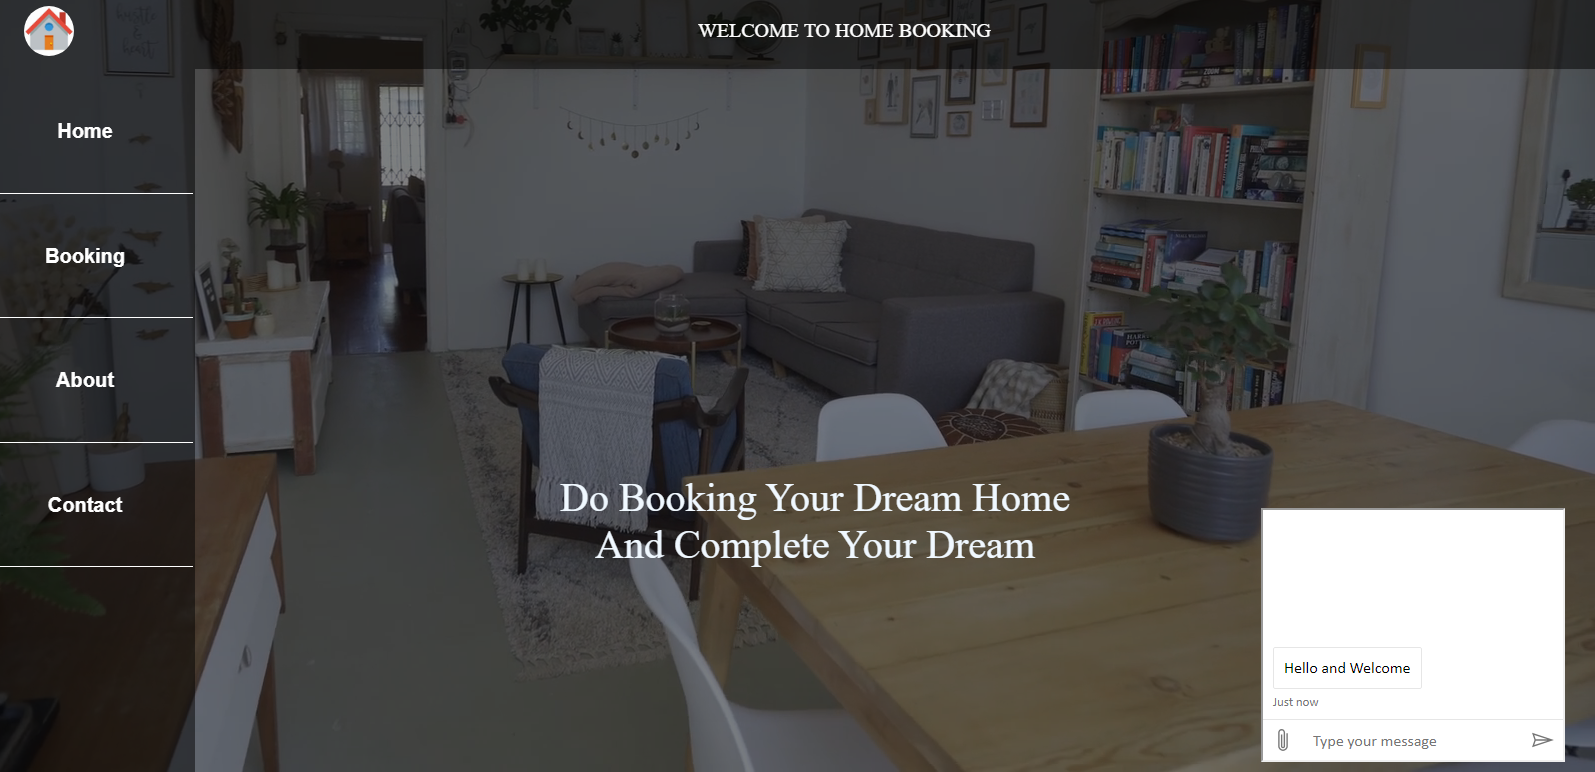 WELCOME TO HOME BOOKING
Home
Booking
About
Contact
Do Booking Your Dream Home
And Complete Your Dream
Hello and Welcome
Just now
Type your message